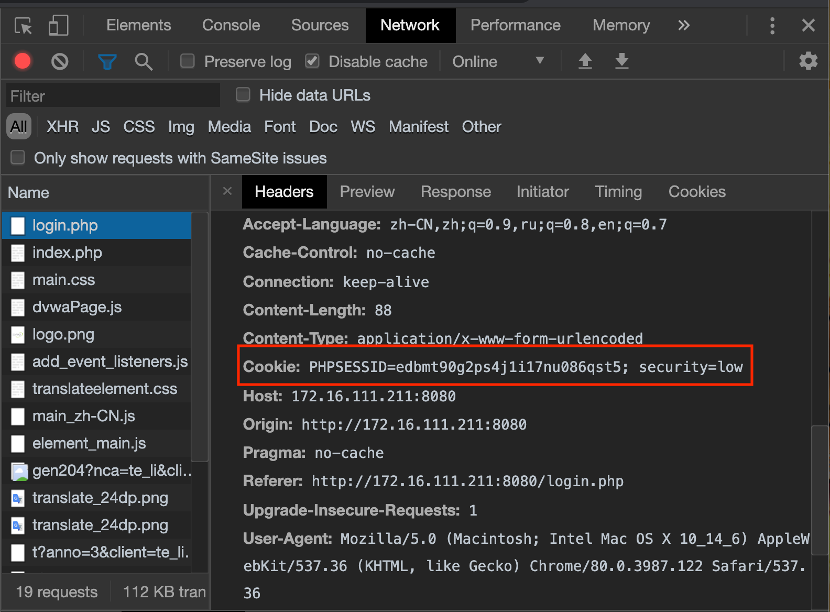 Elements Console Sources Network Performance Memory »
Preserve log Disable cache Online
Filter Hide data URLs
All XHR JS CSS Img Media Font Doc WS Manifest Other
Only show requests with SameSite issues
Name
× Headers Preview Response Initiator Timing Cookies
login.php
index.php
main.css
dvwaPage.js
logo.png
add_event_listeners.js
translateelement.css
main_zh-CN.js
element_main.js
gen204?nca=te_li&cli..
translate_24dp.png
translate_24dp.png
t?anno=3&client=te_li.
19 requests 112 KB tran
Accept-Language: zh-CN,zh;q=0.9,ru;q=0.8,en;q=0.7
Cache-Control: no-cache
Connection: keep-alive
Content-Length: 88
Content-Type: application/x-www-form-urlencoded
Cookie: PHPSESSID=edbmt90g2ps4j1i17nu086qst5; security=low
Host: 172.16.111.211:8080
Origin: http://172.16.111.211:8080
Pragma: no-cache
Referer: http://172.16.111.211:8080/login.php
Upgrade-Insecure-Requests: 1
User-Agent: Mozilla/5.0 (Macintosh; Intel Mac OS X 10_14_6) AppleW
ebKit/537.36 (KHTML, like Gecko) Chrome/80.0.3987.122 Safari/537.
36